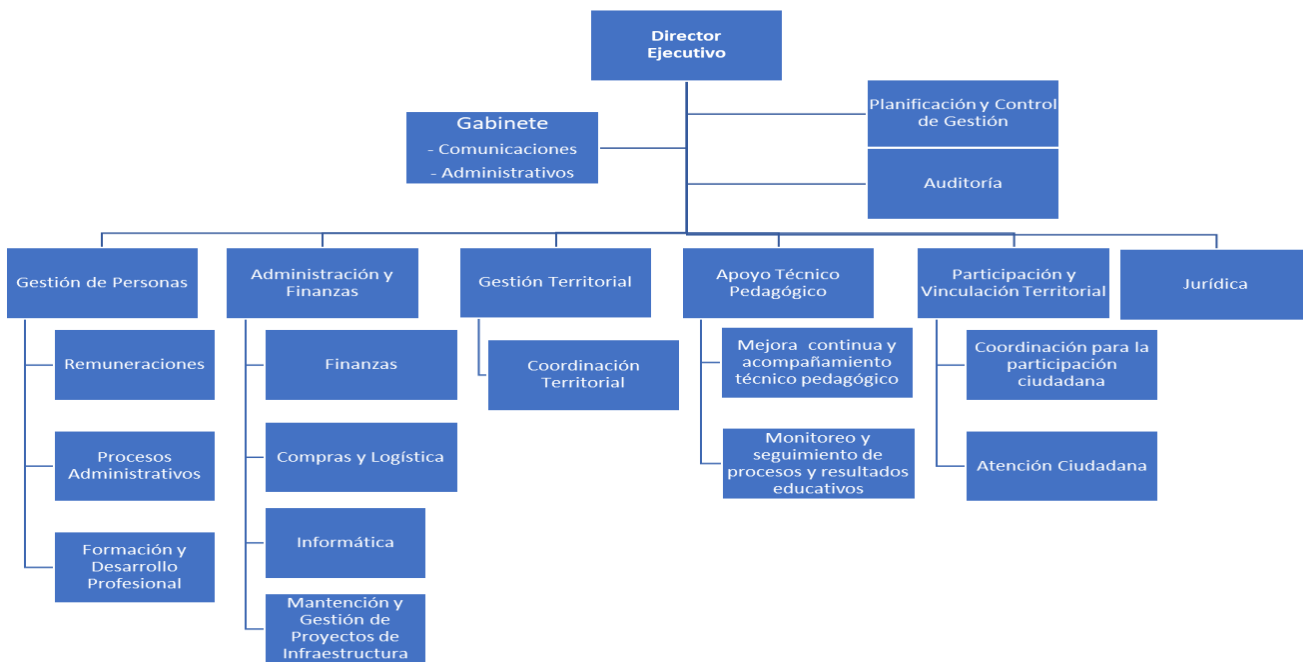 Director
Ejecutivo
Planificación y Control
de Gestión
Gabinete
- Comunicaciones
- Administrativos
Auditoría
Gestión de Personas
Administración y
Finanzas
Gestión Territorial
Apoyo Técnico
Pedagógico
Participación y
Vinculación Territorial
Jurídica
Remuneraciones
Finanzas
Coordinación
Territorial
Mejora continua y
acompañamiento
técnico pedagógico
Coordinación para la
participación
ciudadana
Procesos
Administrativos
Compras y Logística
Monitoreo y
seguimiento de
procesos y resultados
educativos
Atención Ciudadana
Formación y
Desarrollo
Profesional
Informática
Mantención y
Gestión de
Proyectos de
Infraestructura